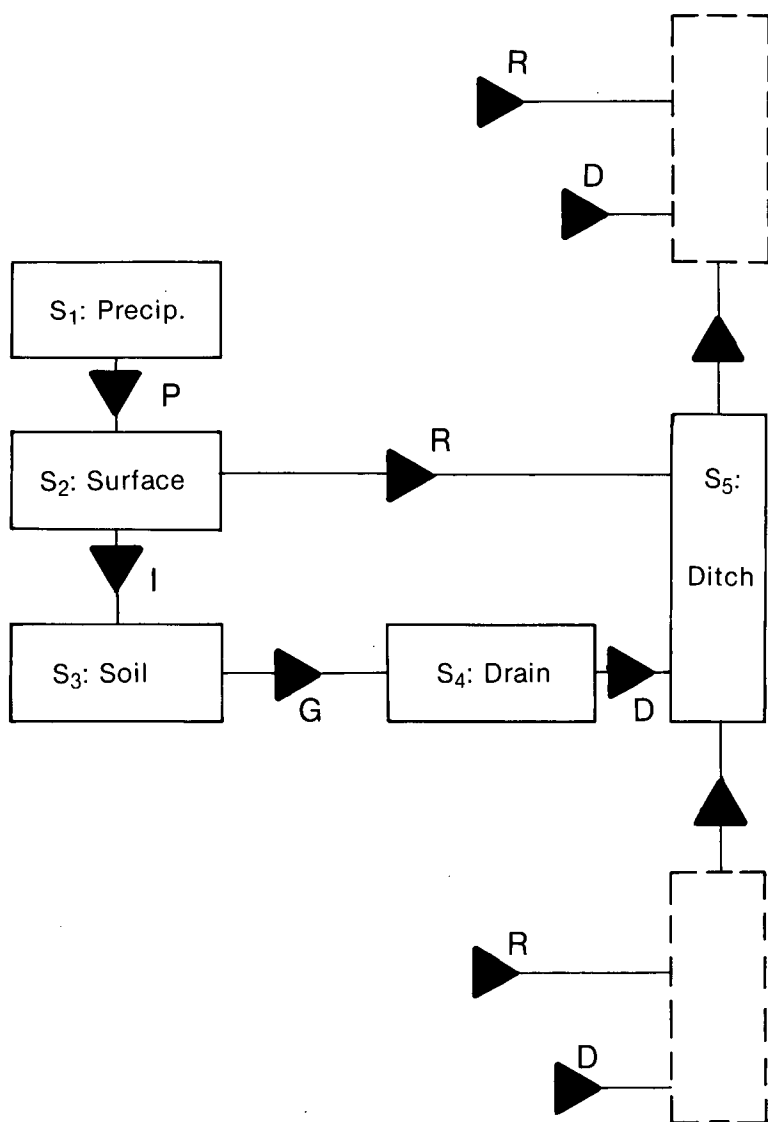 R
D
S₁: Precip.
P
S₂: Surface
R
S₅:
Ditch
I
S₃: Soil
G
S₄: Drain
D
R
D